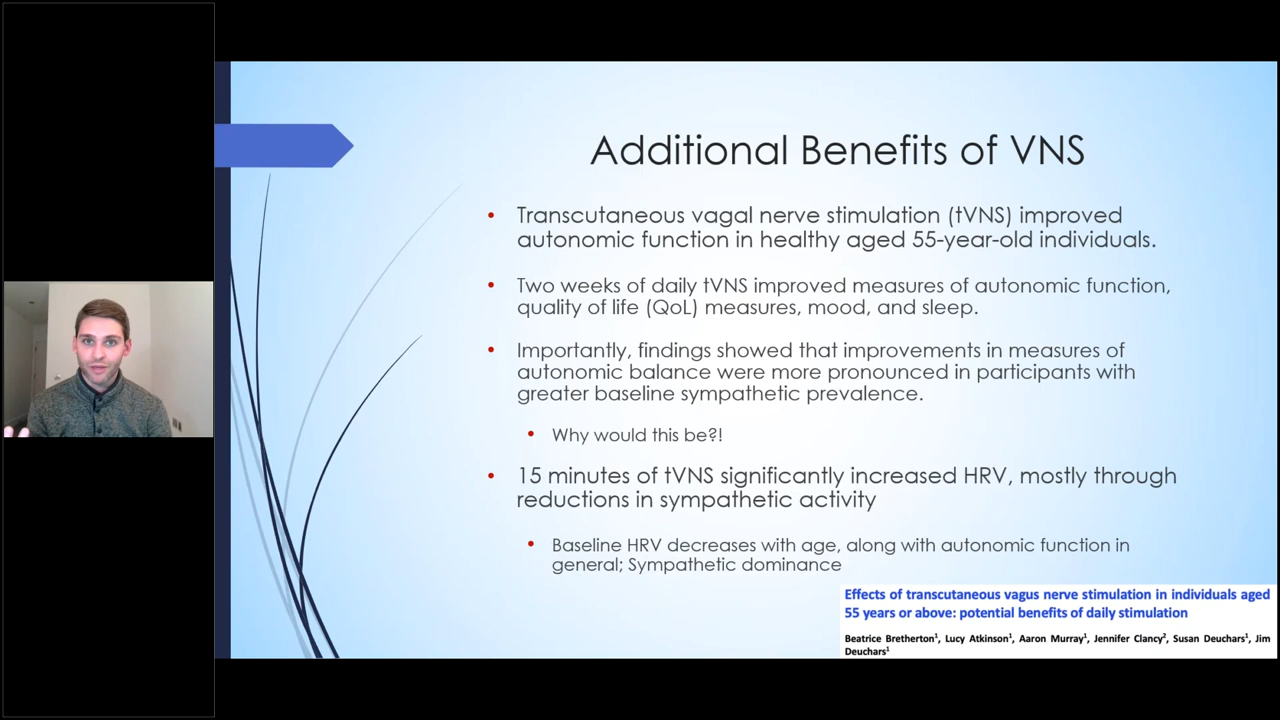 Additional Benefits of VNS
• Transcutaneous vagal nerve stimulation (tVNS) improved
autonomic function in healthy aged 55-year-old individuals.
• Two weeks of daily tVNS improved measures of autonomic function,
quality of life (QoL) measures, mood, and sleep.
• Importantly, findings showed that improvements in measures of
autonomic balance were more pronounced in participants with
greater baseline sympathetic prevalence.
• Why would this be?!
• 15 minutes of tVNS significantly increased HRV, mostly through
reductions in sympathetic activity
• Baseline HRV decreases with age, along with autonomic function in
general; Sympathetic dominance
Effects of transcutaneous vagus nerve stimulation in individuals aged
55 years or above: potential benefits of daily stimulation
Beatrice Bretherton¹, Lucy Atkinson¹, Aaron Murray¹, Jennifer Clancy², Susan Deuchars¹, Jim
Deuchars¹